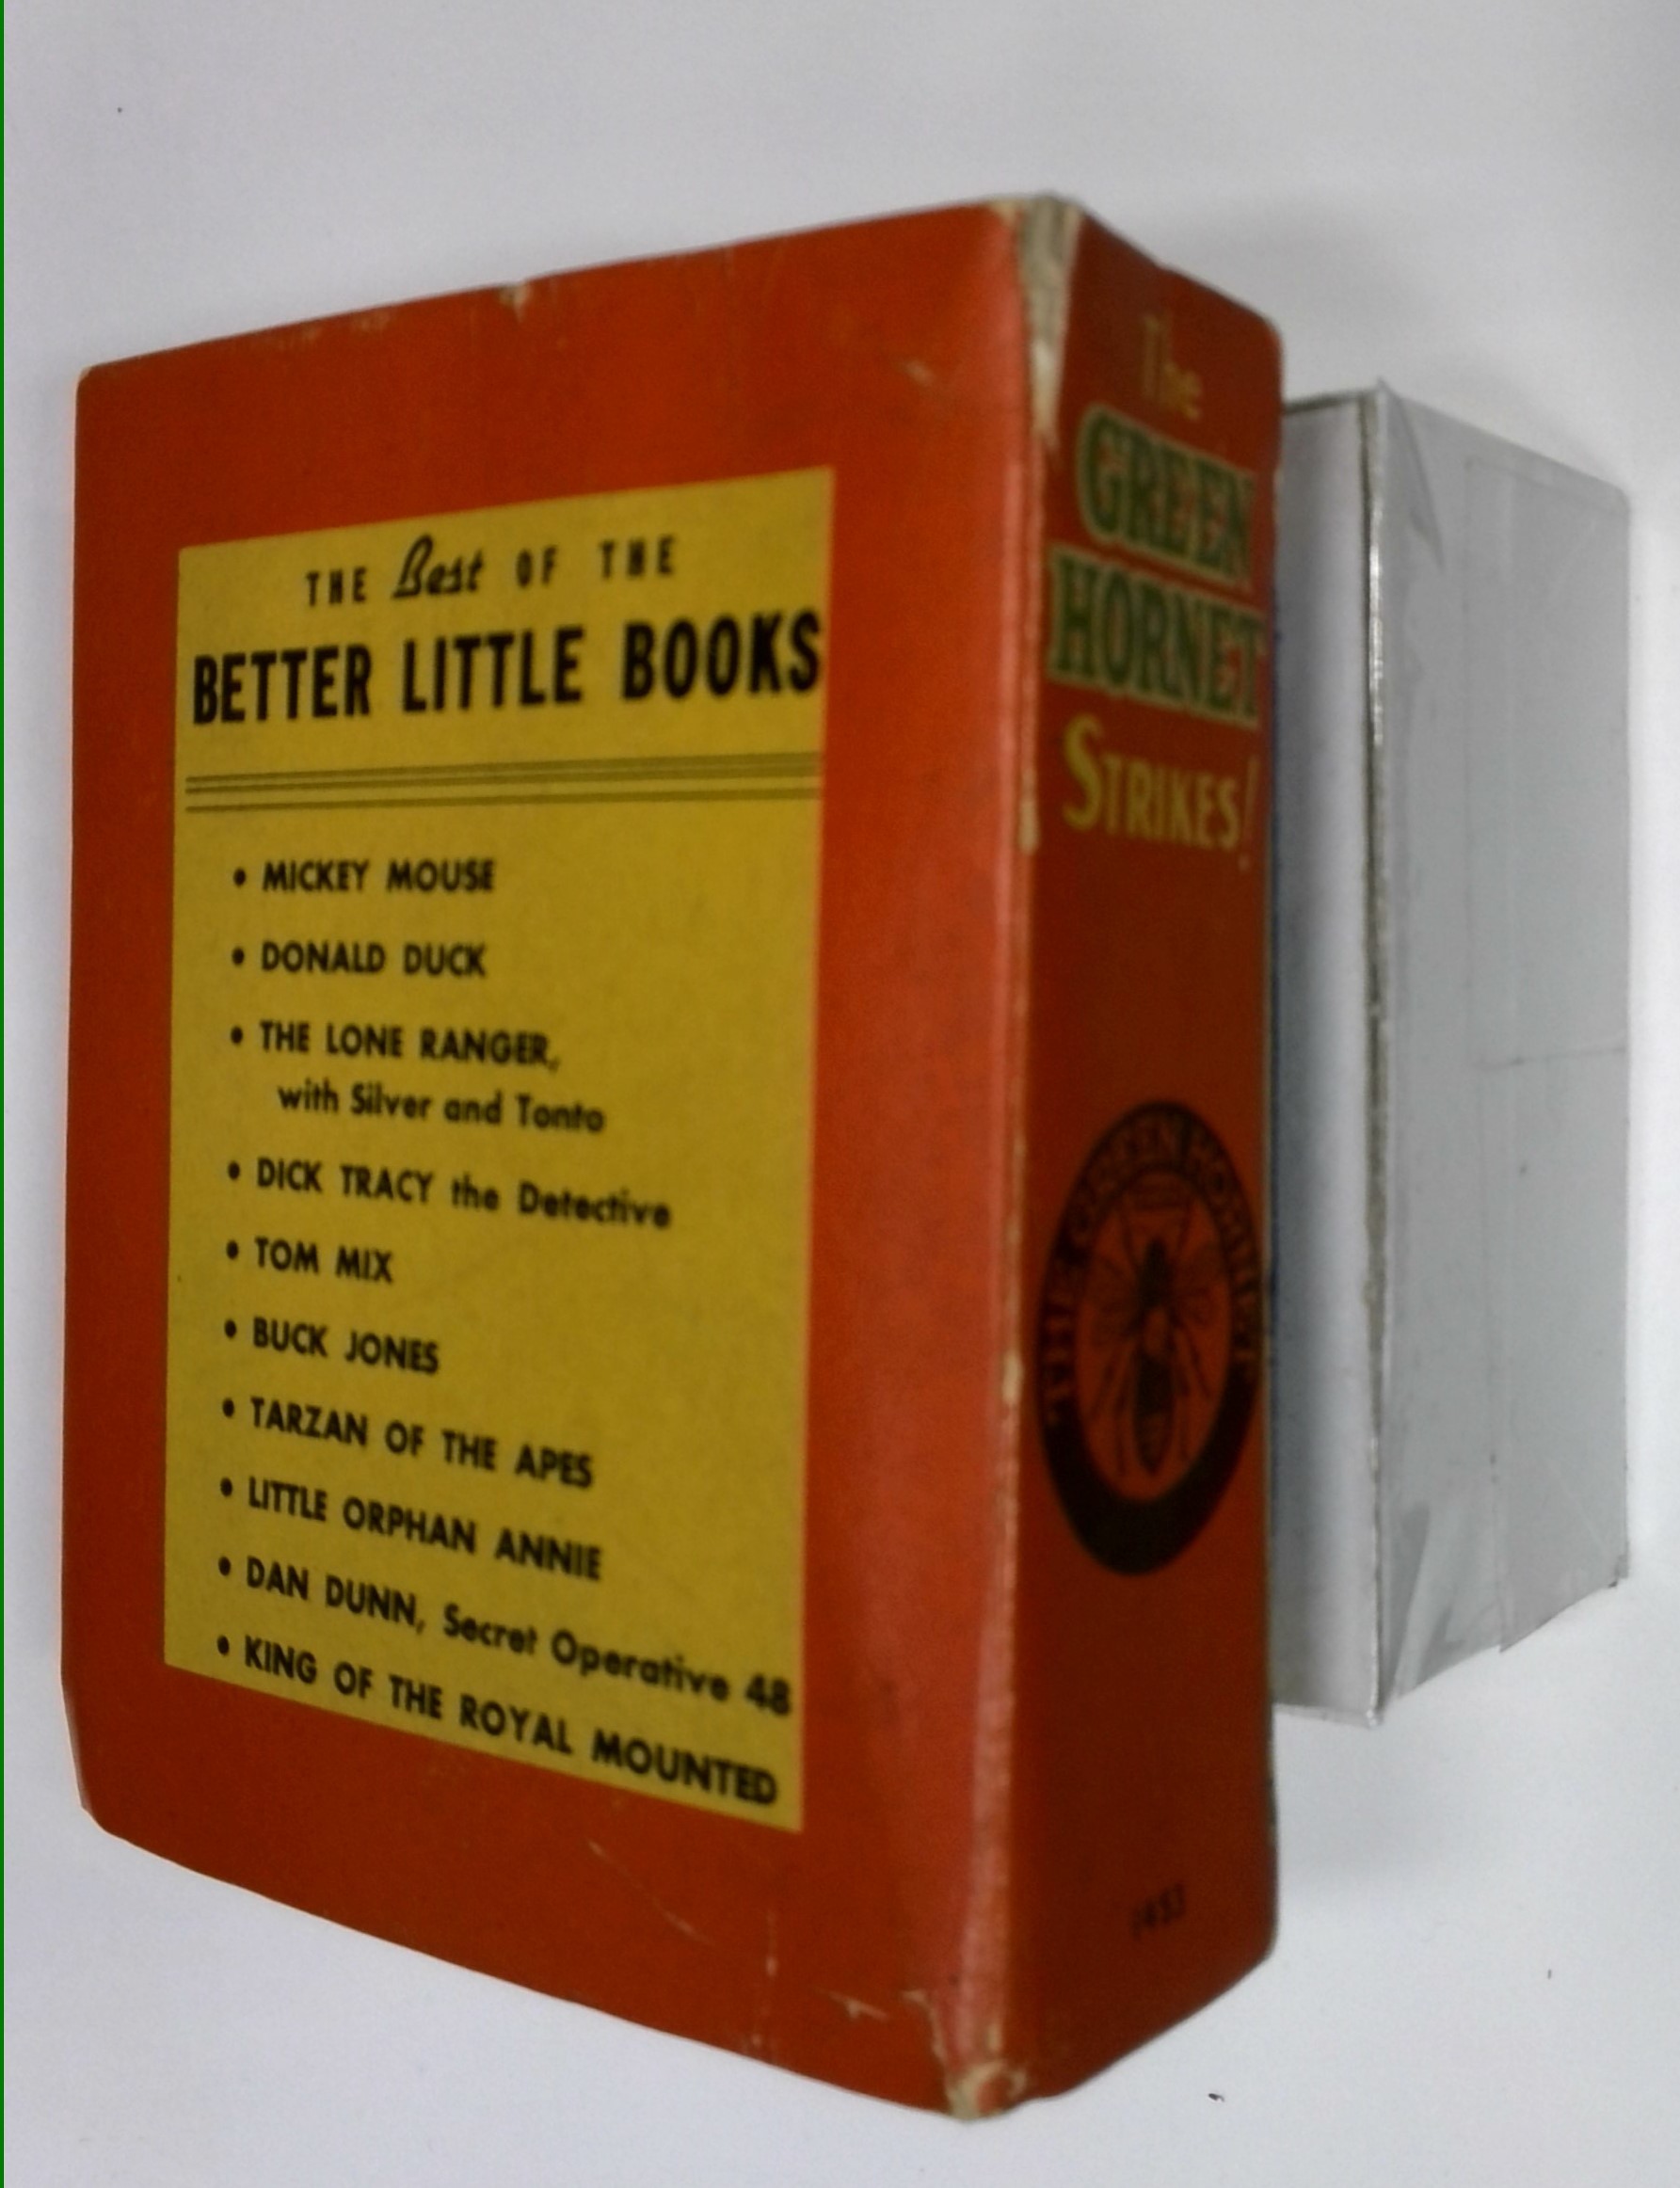 THE Best OF THE
BETTER LITTLE BOOKS
• MICKEY MOUSE
• DONALD DUCK
• THE LONE RANGER,
with Silver and Tonto
• DICK TRACY the Detective
• TOM MIX
• BUCK JONES
• TARZAN OF THE APES
• LITTLE ORPHAN ANNIE
• DAN DUNN, Secret Operative 48
• KING OF THE ROYAL MOUNTED
The
GREEN
HORNET
STRIKES!
THE GREEN HORNET
1453